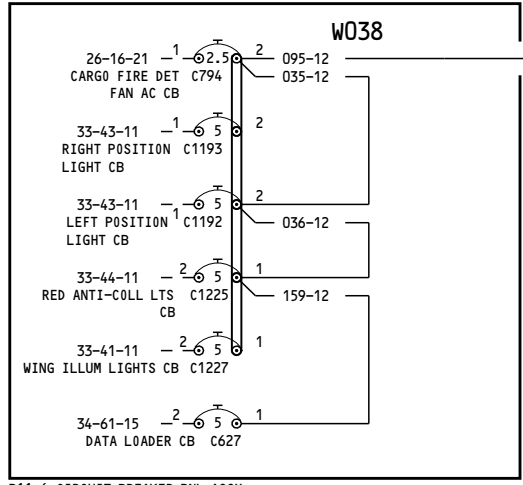 W038
26-16-21 — 1 2.5 2 095-12
CARGO FIRE DET C794 035-12
FAN AC CB
33-43-11 — 1 5 2
RIGHT POSITION C1193
LIGHT CB
33-43-11 — 5 2
LEFT POSITION 1 C1192 036-12
LIGHT CB
33-44-11 — 2 5 1
RED ANTI-COLL LTS C1225 159-12
CB
33-41-11 — 2 5 1
WING ILLUM LIGHTS CB C1227
34-61-15 — 2 5 1
DATA LOADER CB C627
CIRCUIT BREAKER PNL ASSY